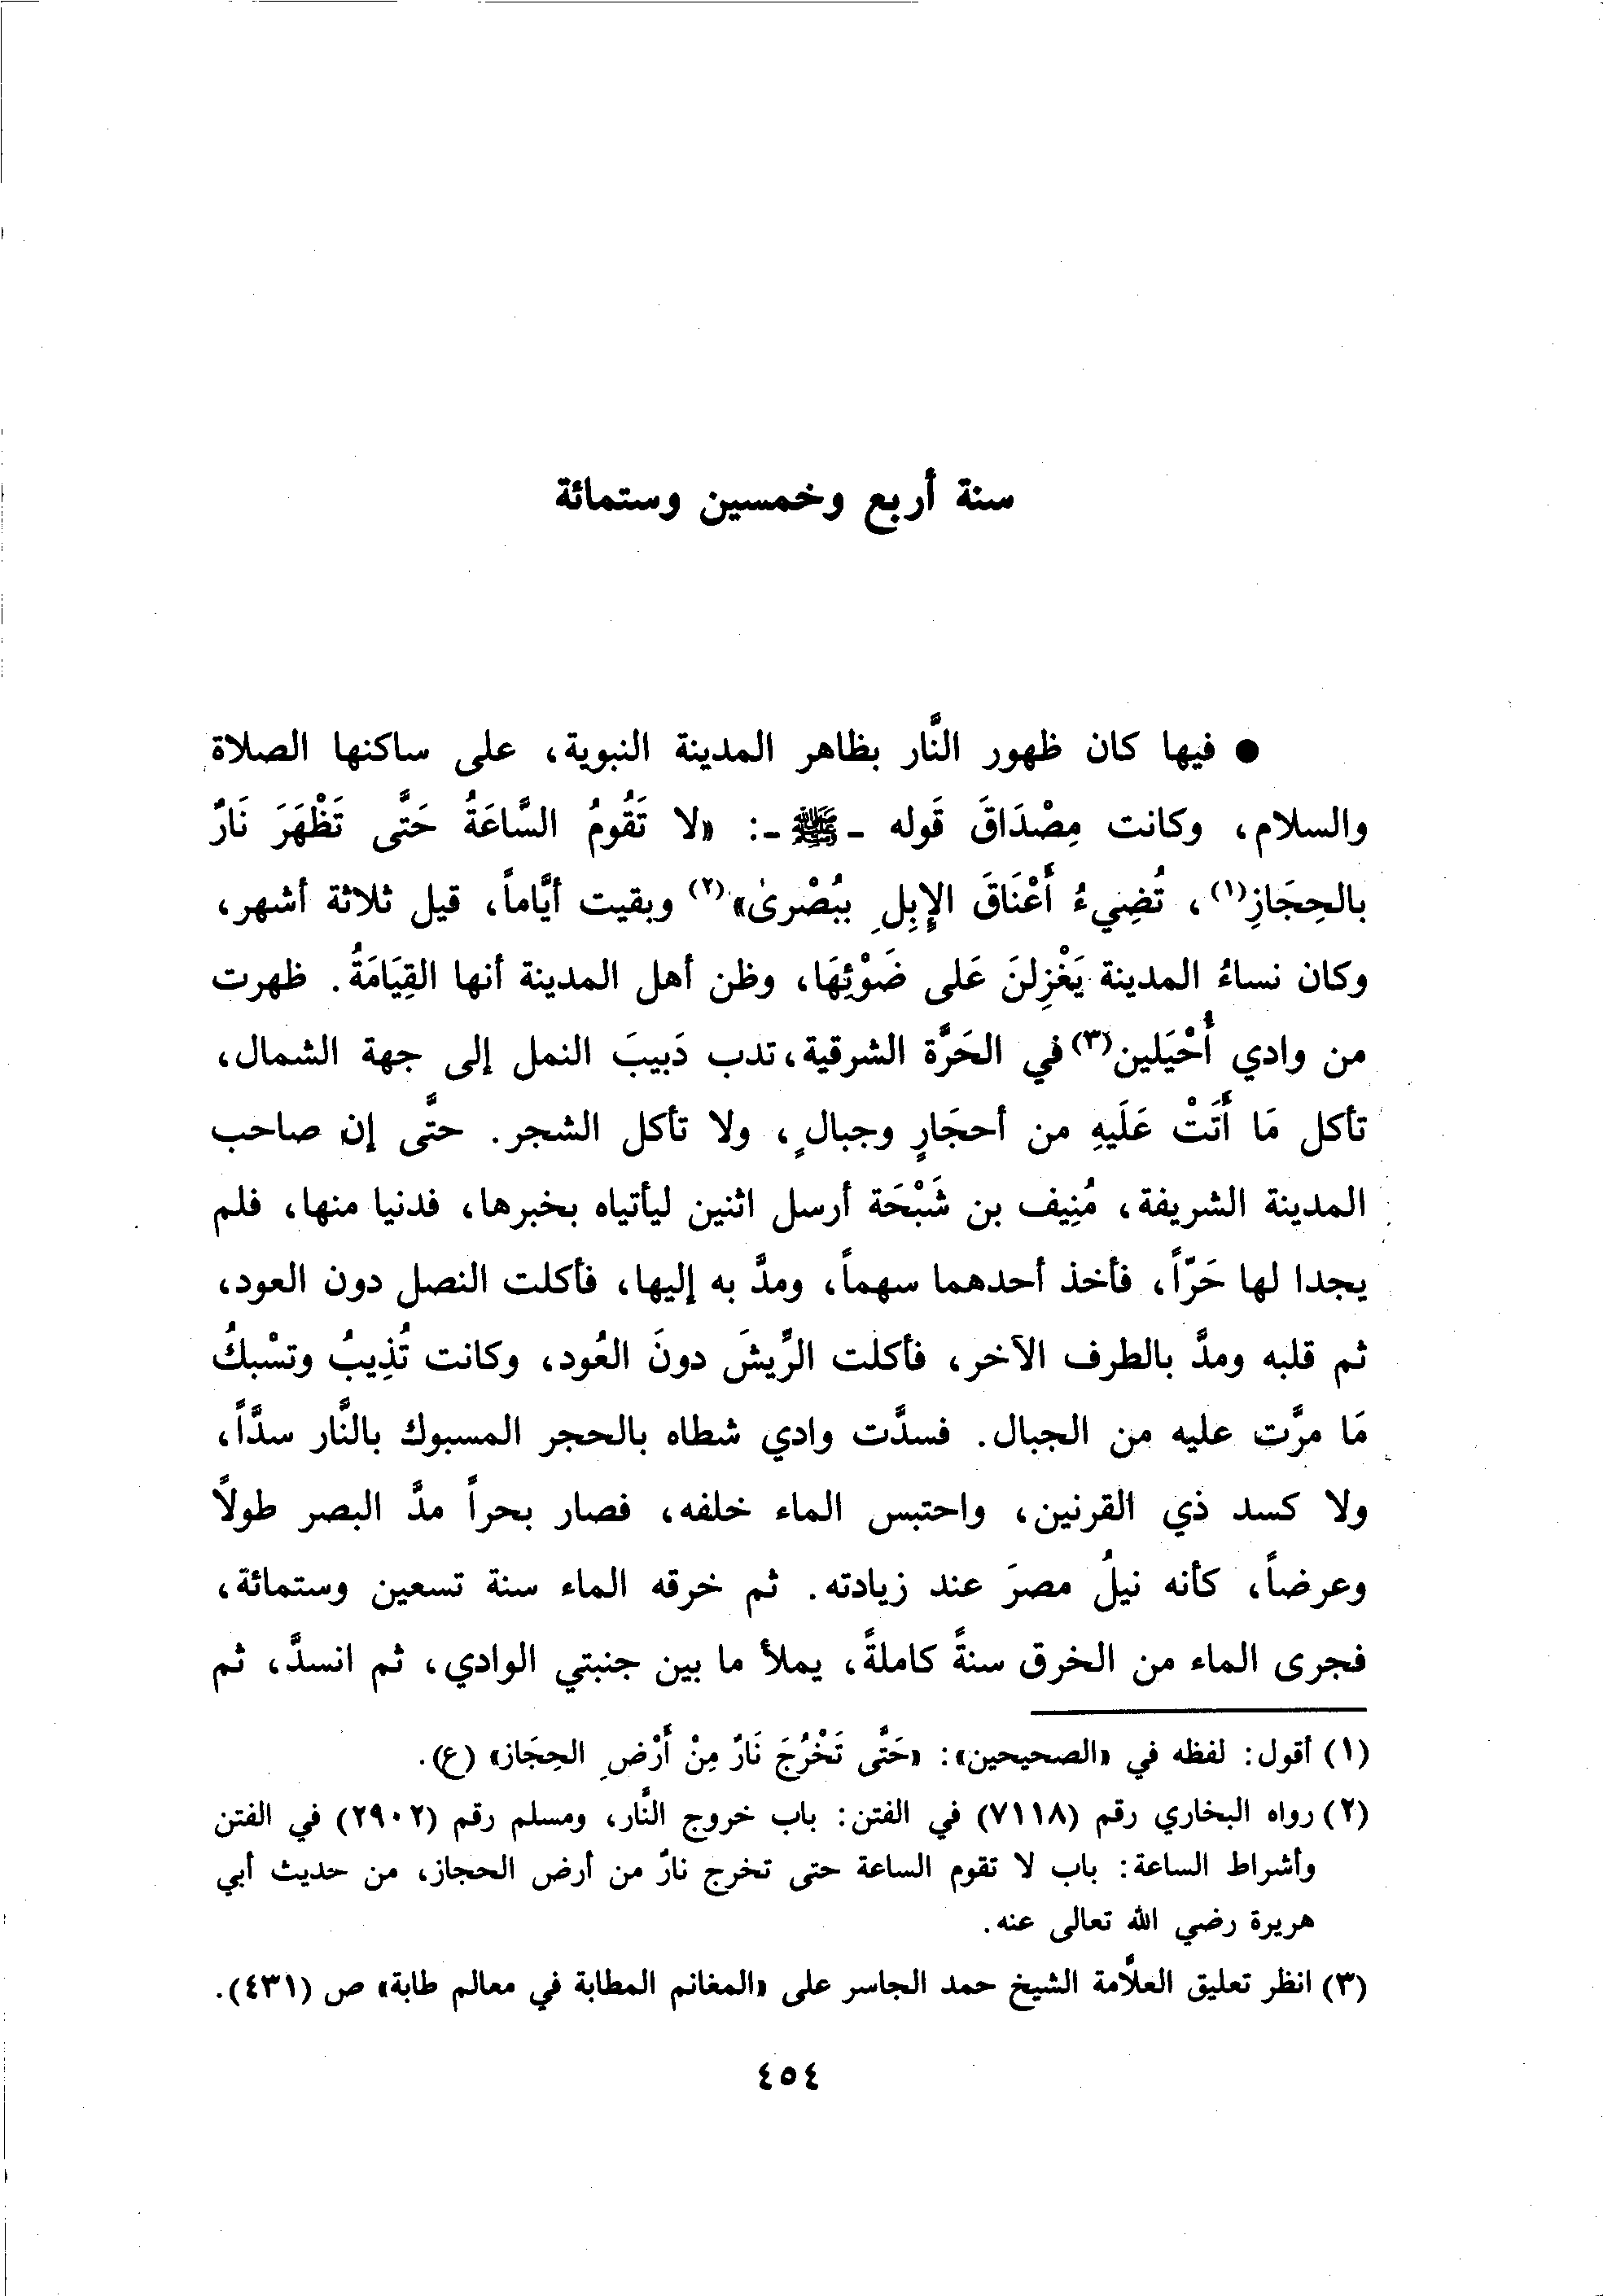 سنة أربع وخمسين وستمائة
● فيها كان ظهور النَّار بظاهر المدينة النبوية، على ساكنها الصلاة
والسلام، وكانت مِصْدَاقَ قَوله - ﷺ -: «لا تَقُومُ السَّاعَةُ حَتَّى تَظْهَرَ نَارٌ
بالحِجَازِ(١)، تُضِيءُ أَعْنَاقَ الإِبِلِ بِبُصْرىٰ»(٢) وبقيت أيَّاماً، قيل ثلاثة أشهر،
وكان نساءُ المدينة يَغْزِلنَ عَلى ضَوْئِهَا، وظن أهل المدينة أنها القِيَامَةُ. ظهرت
من وادي أُحْيَلين(٣) في الحَرَّة الشرقية، تدب دَبيبَ النمل إلى جهة الشمال،
تأكل مَا أَتَتْ عَلَيهِ من أحجَارٍ وجبالٍ، ولا تأكل الشجر. حتَّى إن صاحب
المدينة الشريفة، مُنِيف بن شَبْحَة أرسل اثنين ليأتياه بخبرها، فدنيا منها، فلم
يجدا لها حَرّاً، فأخذ أحدهما سهماً، ومدَّ به إليها، فأكلت النصل دون العود،
ثم قلبه ومدَّ بالطرف الآخر، فأكلت الرِّيشَ دونَ العُود، وكانت تُذِيبُ وتسْبكُ
مَا مرَّت عليه من الجبال. فسدَّت وادي شظاه بالحجر المسبوك بالنَّار سدَّاً،
ولا كسد ذي القرنين، واحتبس الماء خلفه، فصار بحراً مدَّ البصر طولاً
وعرضاً، كأنه نيلُ مصرَ عند زيادته. ثم خرقه الماء سنة تسعين وستمائة،
فجرى الماء من الخرق سنةً كاملةً، يملأ ما بين جنبتي الوادي، ثم انسدَّ، ثم
(١) أقول: لفظه في «الصحيحين»: «حَتَّى تَخْرُجَ نَارٌ مِنْ أَرْضِ الحِجَاز» (ع).
(٢) رواه البخاري رقم (٧١١٨) في الفتن: باب خروج النَّار، ومسلم رقم (٢٩٠٢) في الفتن
وأشراط الساعة: باب لا تقوم الساعة حتى تخرج نارٌ من أرض الحجاز، من حديث أبي
هريرة رضي الله تعالى عنه.
(٣) انظر تعليق العلاَّمة الشيخ حمد الجاسر على «المغانم المطابة في معالم طابة» ص (٤٣١).
٤٥٤